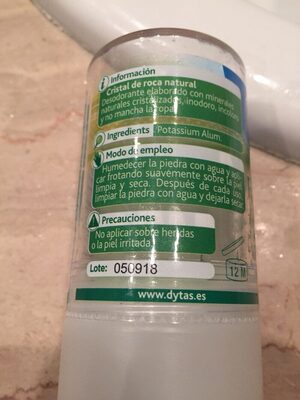 Información
Cristal de roca natural
Desodorante elaborado con minerales
naturales cristalizados, inodoro, incoloro
y no mancha la ropa
Ingredients: Potassium Alum.
Modo de empleo
Humedecer la piedra con agua y apli-
car frotando suavemente sobre la piel
limpia y seca. Después de cada uso
limpiar la piedra con agua y dejarla secar.
Precauciones
No aplicar sobre heridas
o la piel irritada.
Lote: 050918
12 M
www.dytas.es